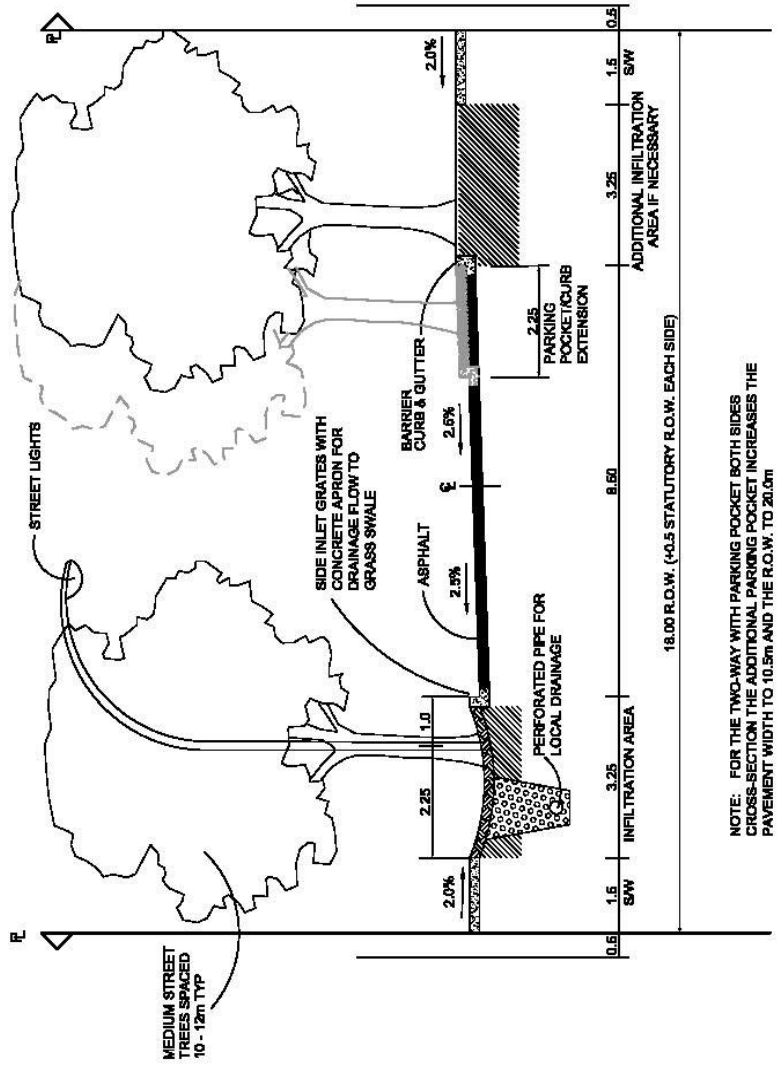 PL
PL
MEDIUM STREET
TREES SPACED
10 - 12m TYP
STREET LIGHTS
SIDE INLET GRATES WITH
CONCRETE APRON FOR
DRAINAGE FLOW TO
GRASS SWALE
ASPHALT
BARRIER
CURB & GUTTER
2.0%
2.25
1.0
2.5%
CL
2.5%
2.0%
PERFORATED PIPE FOR
LOCAL DRAINAGE
2.25
PARKING
POCKET/CURB
EXTENSION
0.5
1.5
S/W
3.25
INFILTRATION AREA
8.50
3.25
ADDITIONAL INFILTRATION
AREA IF NECESSARY
1.5
S/W
0.5
18.00 R.O.W. (+0.5 STATUTORY R.O.W. EACH SIDE)
NOTE: FOR THE TWO-WAY WITH PARKING POCKET BOTH SIDES
CROSS-SECTION THE ADDITIONAL PARKING POCKET INCREASES THE
PAVEMENT WIDTH TO 10.5m AND THE R.O.W. TO 20.0m